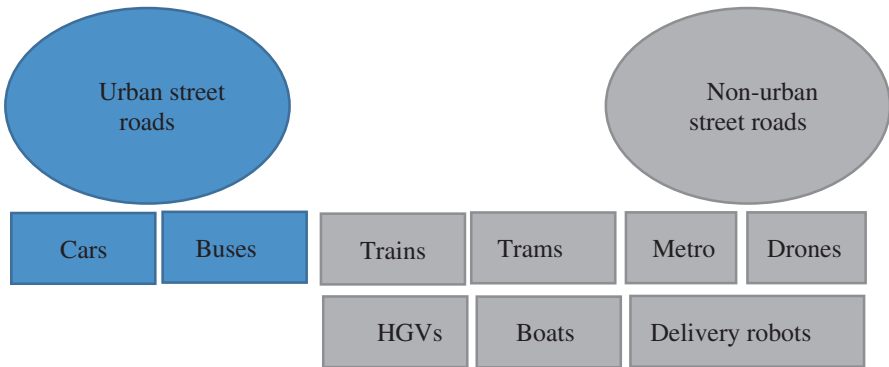 Urban street
roads
Non-urban
street roads
Cars
Buses
Trains
Trams
Metro
Drones
HGVs
Boats
Delivery robots